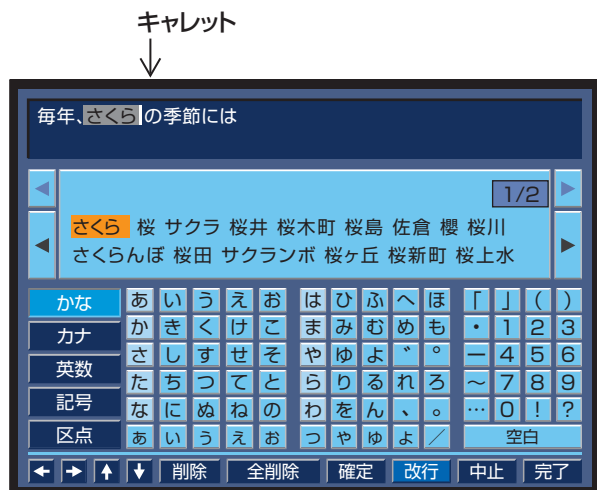 キャレット
毎年、さくらの季節には
1/2
さくら 桜 サクラ 桜井 桜木町 桜島 佐倉 櫻 桜川
さくらんぼ 桜田 サクランボ 桜ヶ丘 桜新町 桜上水
かな あ い う え お は ひ ふ へ ほ 「 」 ( )
カナ か き く け こ ま み む め も ・ 1 2 3
英数 さ し す せ そ や ゆ よ ゛ ゜ ー 4 5 6
記号 た ち つ て と ら り る れ ろ ~ 7 8 9
区点 な に ぬ ね の わ を ん 、 。 … 0 ! ?
ぁ ぃ ぅ ぇ ぉ っ ゃ ゅ ょ / 空白
← → ↑ ↓ 削除 全削除 確定 改行 中止 完了